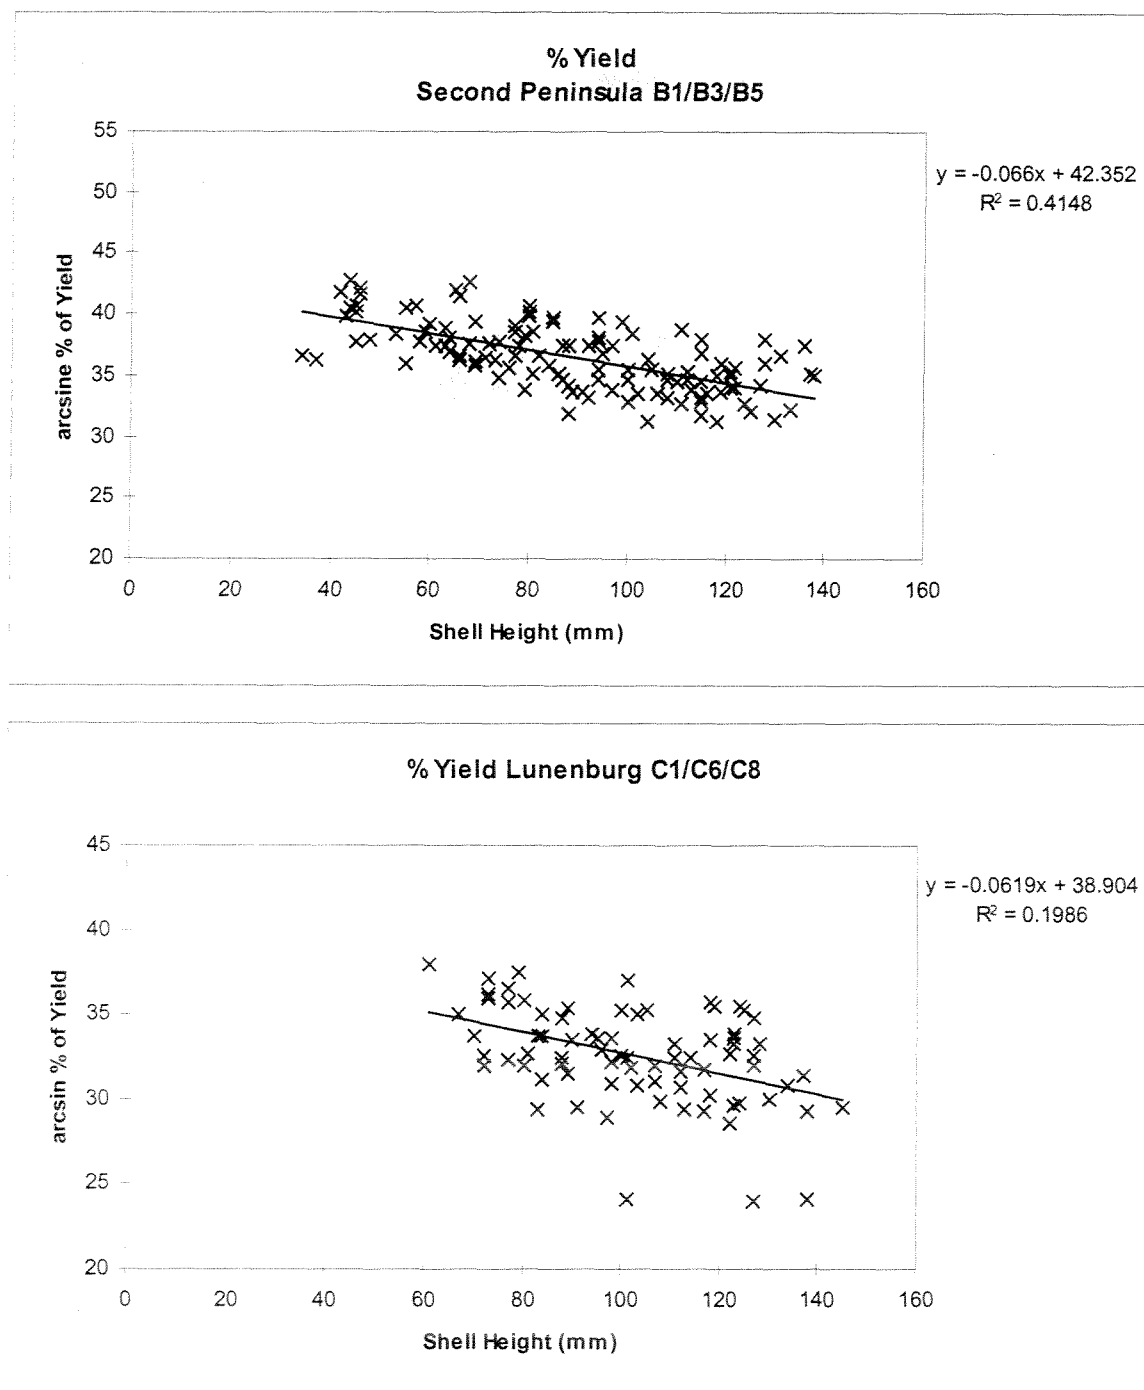 % Yield
Second Peninsula B1/B3/B5
55
50
45
40
35
30
25
20
arcsine % of Yield
0 20 40 60 80 100 120 140 160
Shell Height (mm)
y = -0.066x + 42.352
R² = 0.4148
% Yield Lunenburg C1/C6/C8
45
40
35
30
25
20
arcsin % of Yield
0 20 40 60 80 100 120 140 160
Shell Height (mm)
y = -0.0619x + 38.904
R² = 0.1986